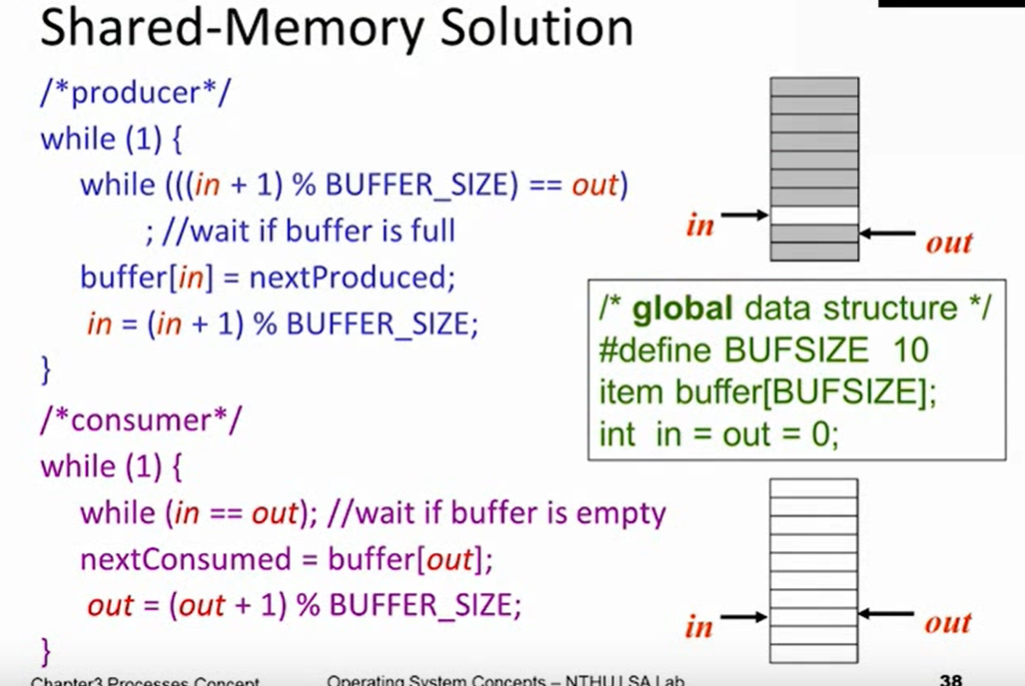 Shared-Memory Solution
/*producer*/
while (1) {
while (((in + 1) % BUFFER_SIZE) == out)
; //wait if buffer is full
buffer[in] = nextProduced;
in = (in + 1) % BUFFER_SIZE;
}
/*consumer*/
while (1) {
while (in == out); //wait if buffer is empty
nextConsumed = buffer[out];
out = (out + 1) % BUFFER_SIZE;
}
in
out
/* global data structure */
#define BUFSIZE 10
item buffer[BUFSIZE];
int in = out = 0;
in
out
Chapter3 Processes Concept
Operating System Concepts – NTHU LSA Lab
38